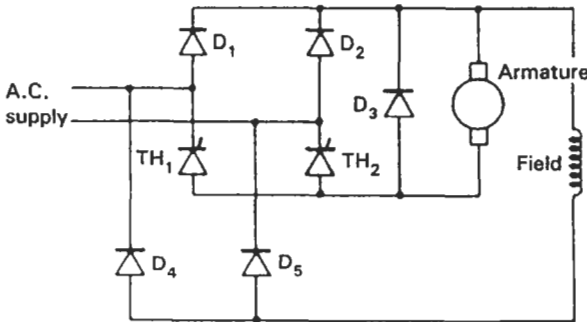 D1
D2
A.C.
supply
D3
Armature
TH1
TH2
Field
D4
D5